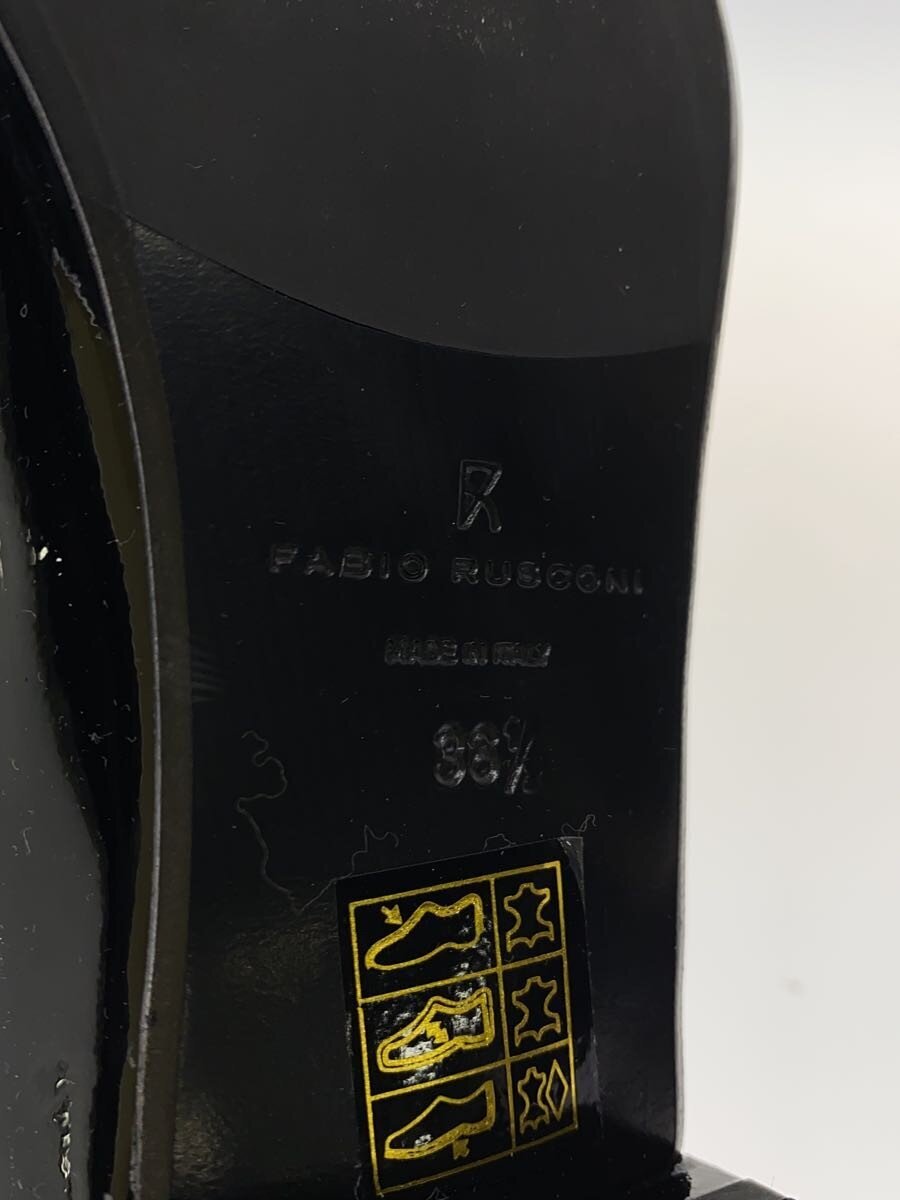 FABIO RUSCONI
MADE IN ITALY
36½